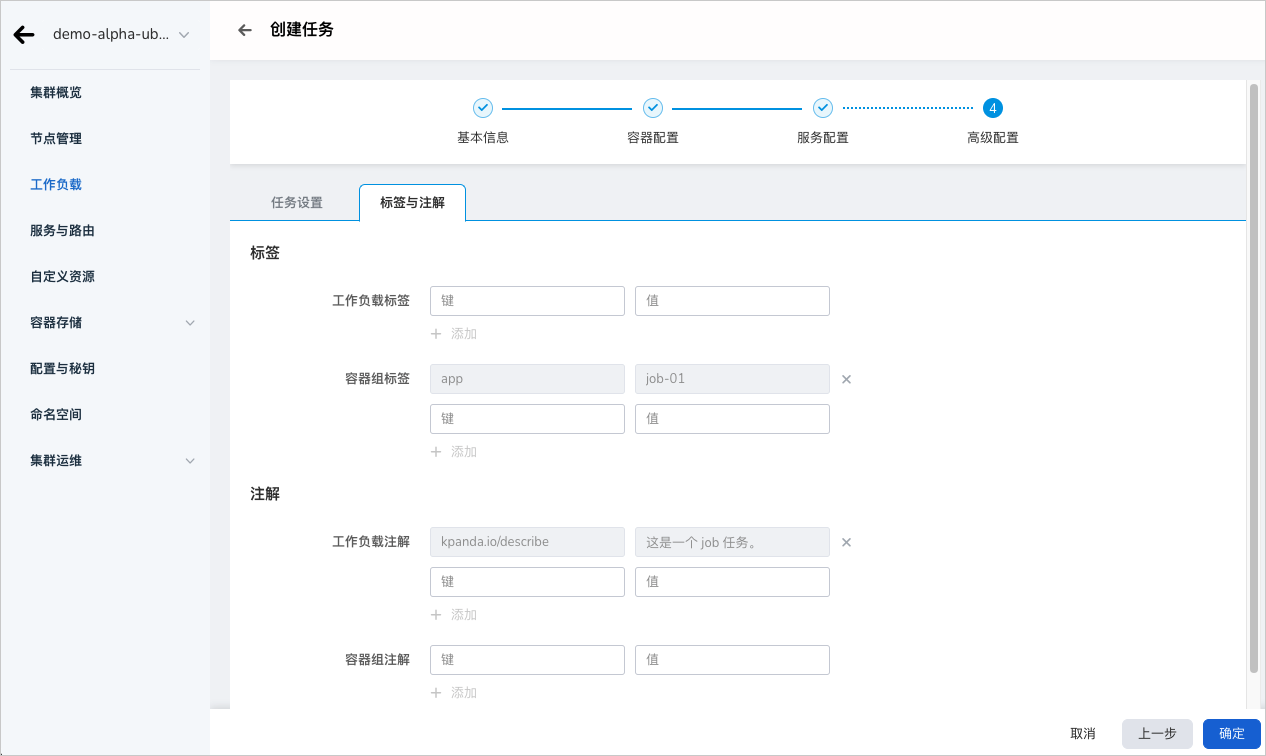 demo-alpha-ub...
集群概览
节点管理
工作负载
服务与路由
自定义资源
容器存储
配置与秘钥
命名空间
集群运维
创建任务
4
基本信息
容器配置
服务配置
高级配置
任务设置
标签与注解
标签
工作负载标签 键 值
添加
容器组标签 app job-01
键 值
添加
注解
工作负载注解 kpanda.io/describe 这是一个 job 任务。
键 值
添加
容器组注解 键 值
添加
取消 上一步 确定